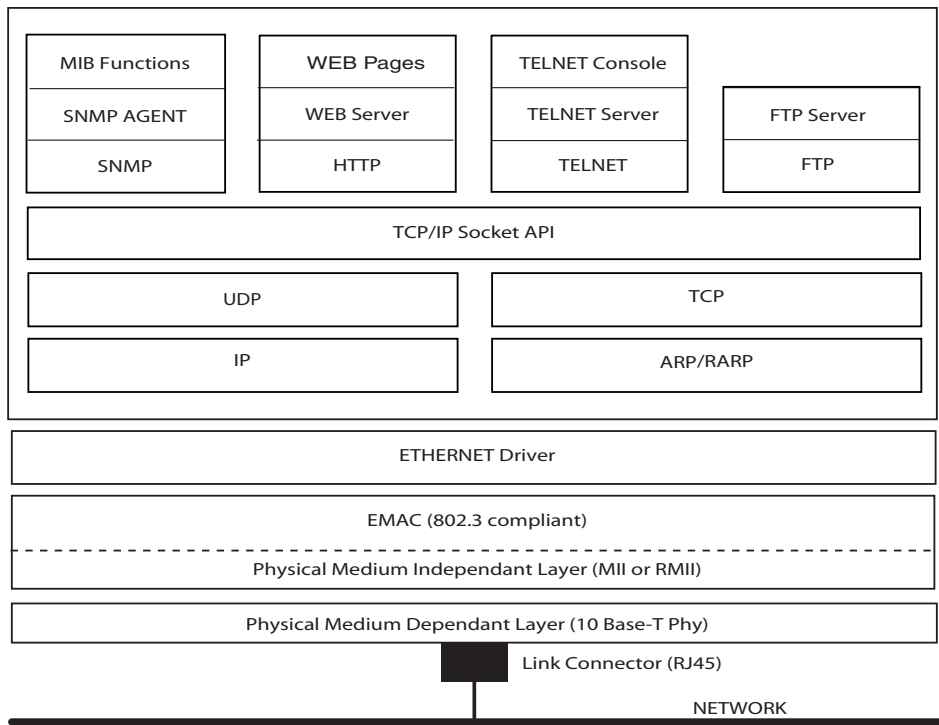 MIB Functions
SNMP AGENT
SNMP
WEB Pages
WEB Server
HTTP
TELNET Console
TELNET Server
TELNET
FTP Server
FTP
TCP/IP Socket API
UDP
TCP
IP
ARP/RARP
ETHERNET Driver
EMAC (802.3 compliant)
Physical Medium Independant Layer (MII or RMII)
Physical Medium Dependant Layer (10 Base-T Phy)
Link Connector (RJ45)
NETWORK